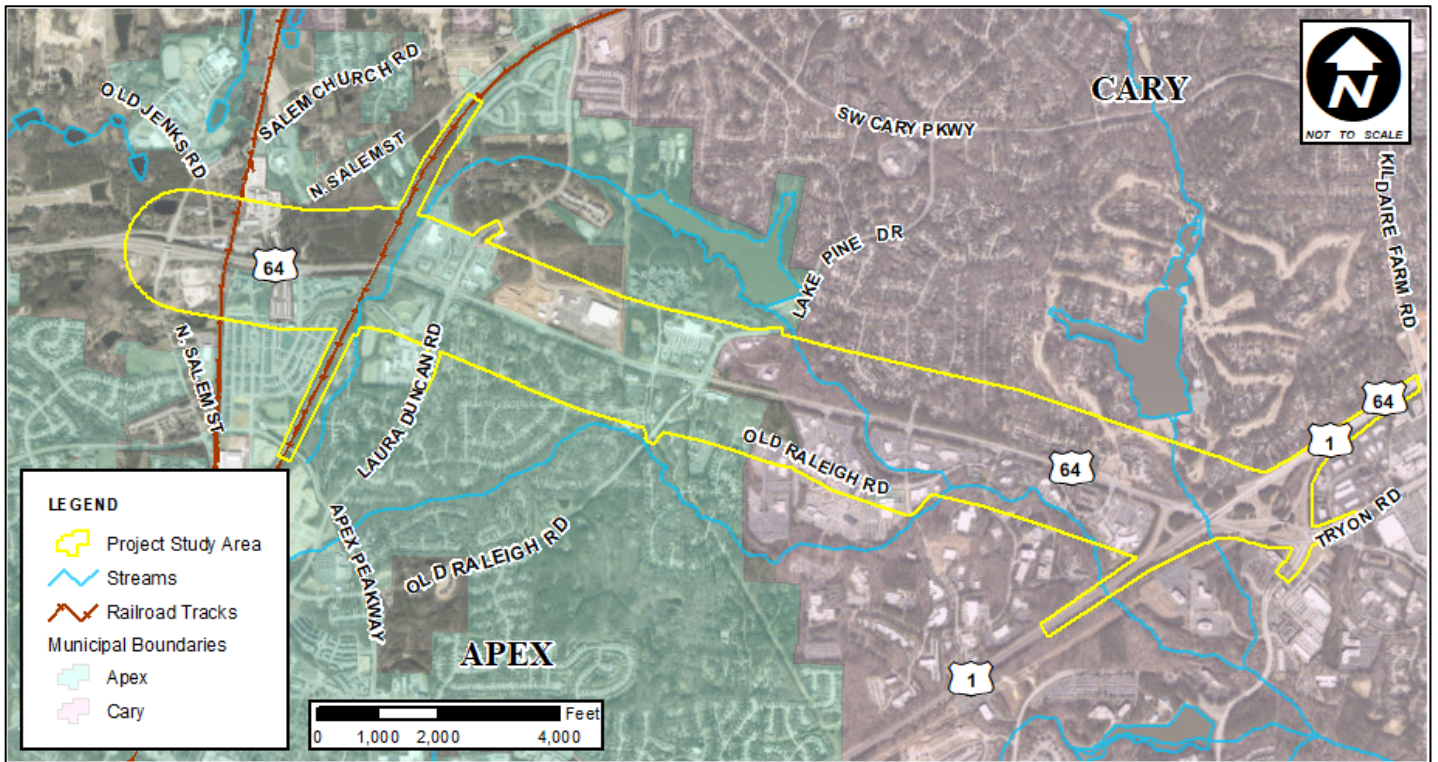 CARY
N
NOT TO SCALE
OLD JENKS RD
SALEM CHURCH RD
N. SALEM ST
SW CARY PKWY
KILDAIRE FARM RD
LAKE PINE DR
64
N. SALEM ST
LAURA DUNCAN RD
OLD RALEIGH RD
64
64
1
TRYON RD
APEX PEAKWAY
OLD RALEIGH RD
APEX
1
LEGEND
Project Study Area
Streams
Railroad Tracks
Municipal Boundaries
Apex
Cary
Feet
0 1,000 2,000 4,000